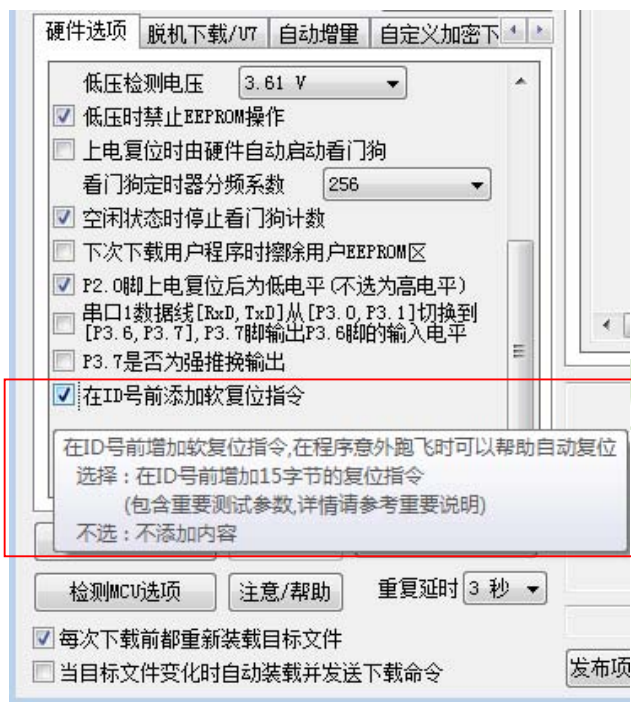 硬件选项 脱机下载/U7 自动增量 自定义加密下
低压检测电压 3.61 V
低压时禁止EEPROM操作
上电复位时由硬件自动启动看门狗
看门狗定时器分频系数 256
空闲状态时停止看门狗计数
下次下载用户程序时擦除用户EEPROM区
P2.0脚上电复位后为低电平(不选为高电平)
串口1数据线[RxD,TxD]从[P3.0,P3.1]切换到
[P3.6,P3.7],P3.7脚输出P3.6脚的输入电平
P3.7是否为强推挽输出
在ID号前添加软复位指令
在ID号前增加软复位指令,在程序意外跑飞时可以帮助自动复位
选择：在ID号前增加15字节的复位指令
(包含重要测试参数,详情请参考重要说明)
不选：不添加内容
检测MCU选项 注意/帮助 重复延时 3 秒
每次下载前都重新装载目标文件
当目标文件变化时自动装载并发送下载命令 发布项